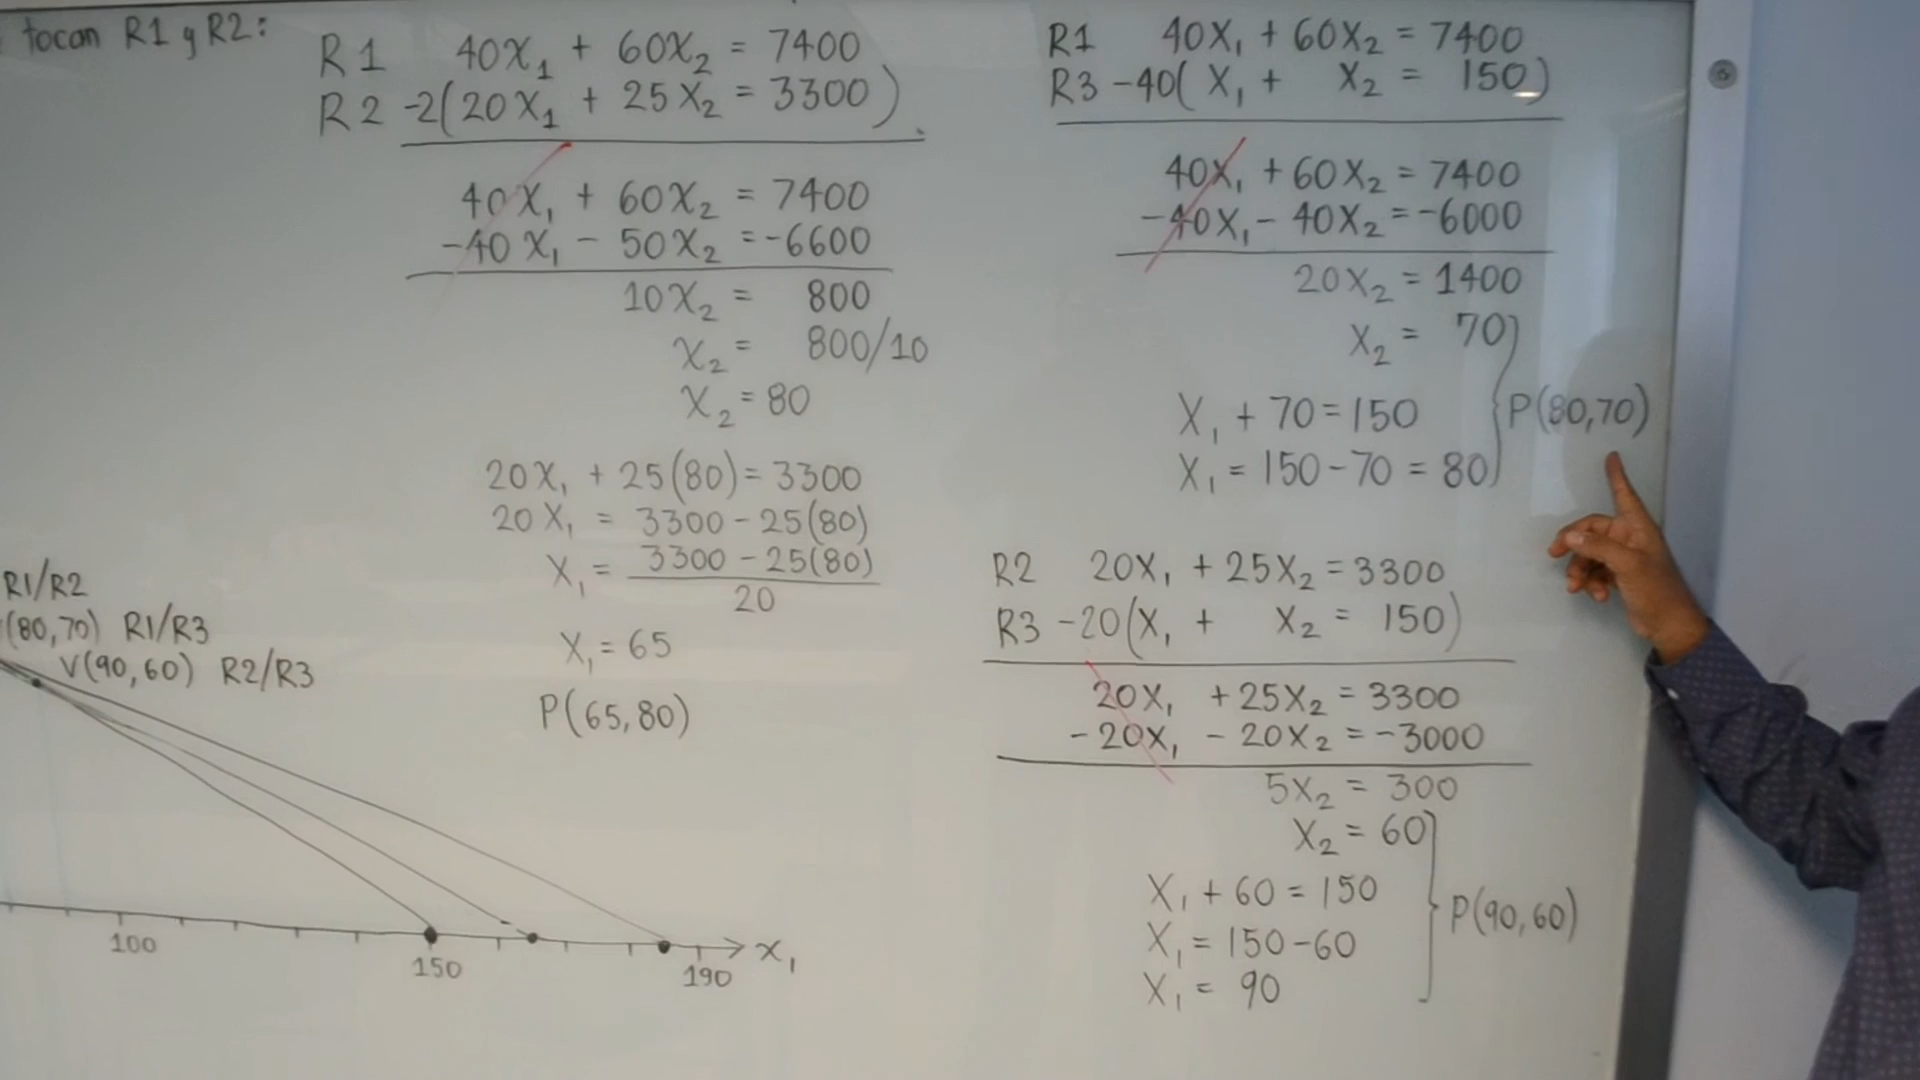 tocan R1 y R2:
R1 40X₁ + 60X₂ = 7400
R2 -2(20X₁ + 25X₂ = 3300)
40X₁ + 60X₂ = 7400
-40X₁ - 50X₂ = -6600
10X₂ = 800
X₂ = 800/10
X₂ = 80
20X₁ + 25(80) = 3300
20X₁ = 3300 - 25(80)
X₁ = 3300 - 25(80)
20
X₁ = 65
P(65,80)
R1/R2
(80,70) R1/R3
V(90,60) R2/R3
100
150
190
X₁
R1 40X₁ + 60X₂ = 7400
R3 -40(X₁ + X₂ = 150)
40X₁ + 60X₂ = 7400
-40X₁ - 40X₂ = -6000
20X₂ = 1400
X₂ = 70
X₁ + 70 = 150
X₁ = 150 - 70 = 80
P(80,70)
R2 20X₁ + 25X₂ = 3300
R3 -20(X₁ + X₂ = 150)
20X₁ + 25X₂ = 3300
-20X₁ - 20X₂ = -3000
5X₂ = 300
X₂ = 60
X₁ + 60 = 150
X₁ = 150 - 60
X₁ = 90
P(90,60)